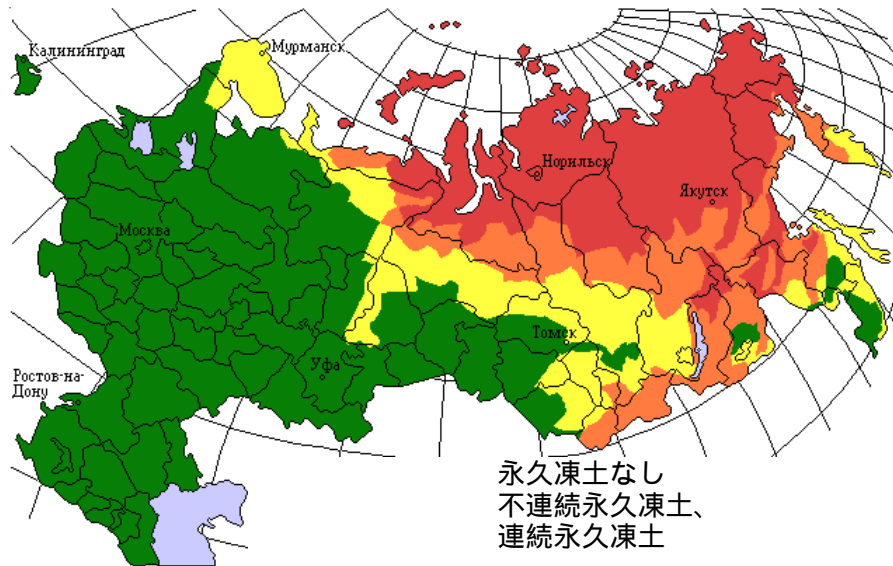 Калининград
Мурманск
Норильск
Якутск
Москва
Томск
Уфа
Ростов-на-
Дону
永久凍土なし
不連続永久凍土、
連続永久凍土